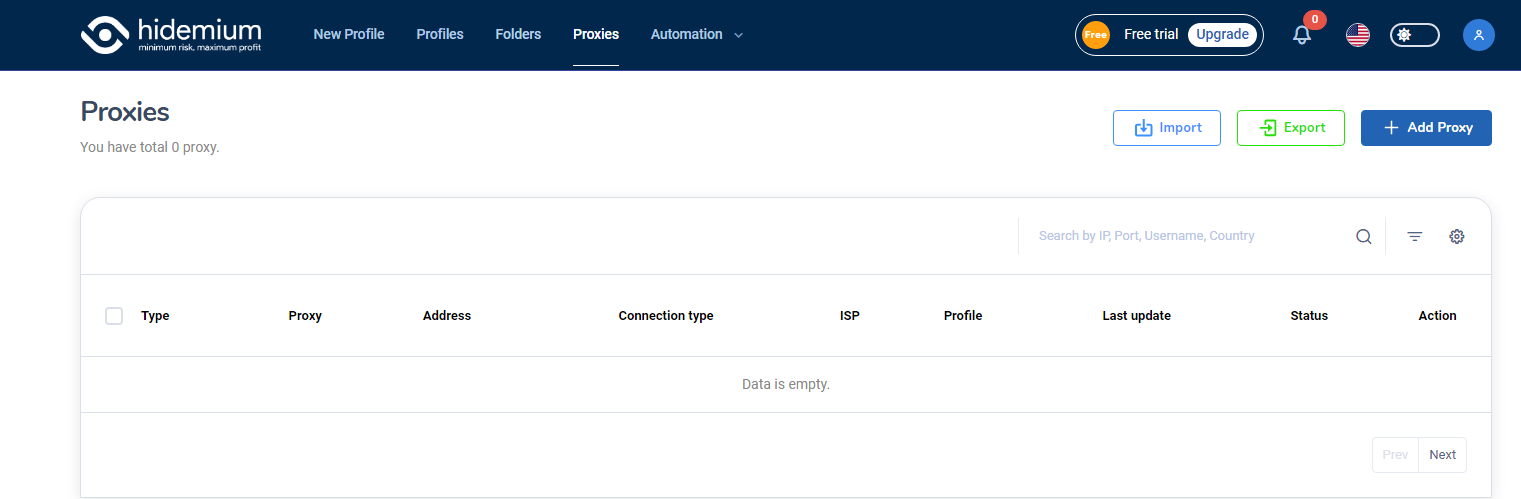 hidemium
minimum risk, maximum profit
New Profile
Profiles
Folders
Proxies
Automation
Free
Free trial
Upgrade
0
Proxies
You have total 0 proxy.
Import
Export
Add Proxy
Search by IP, Port, Username, Country
Type
Proxy
Address
Connection type
ISP
Profile
Last update
Status
Action
Data is empty.
Prev
Next